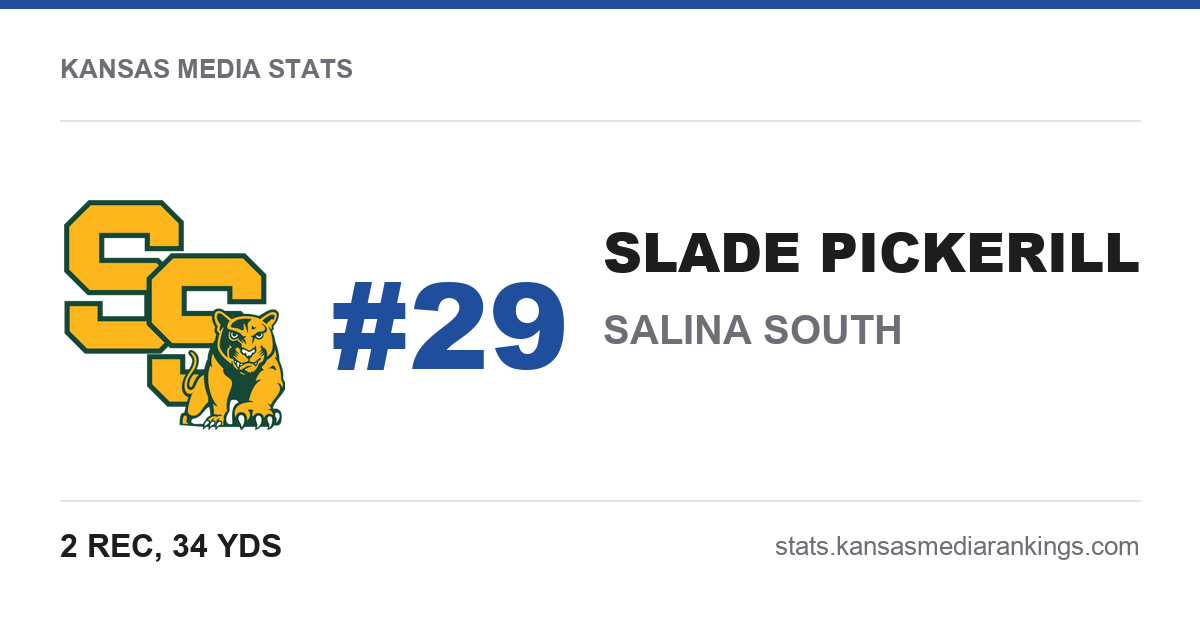 KANSAS MEDIA STATS
SS
#29
SLADE PICKERILL
SALINA SOUTH
2 REC, 34 YDS
stats.kansasmediarankings.com